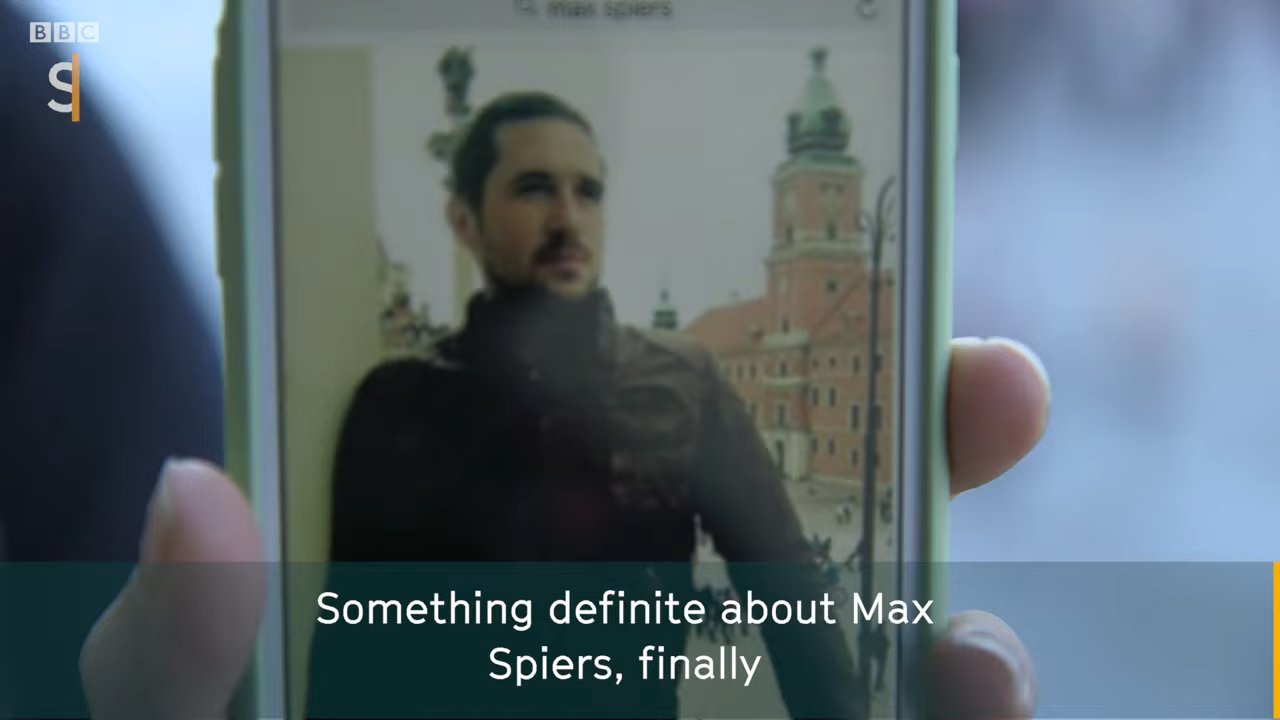 max spiers
BBC
S
Something definite about Max
Spiers, finally